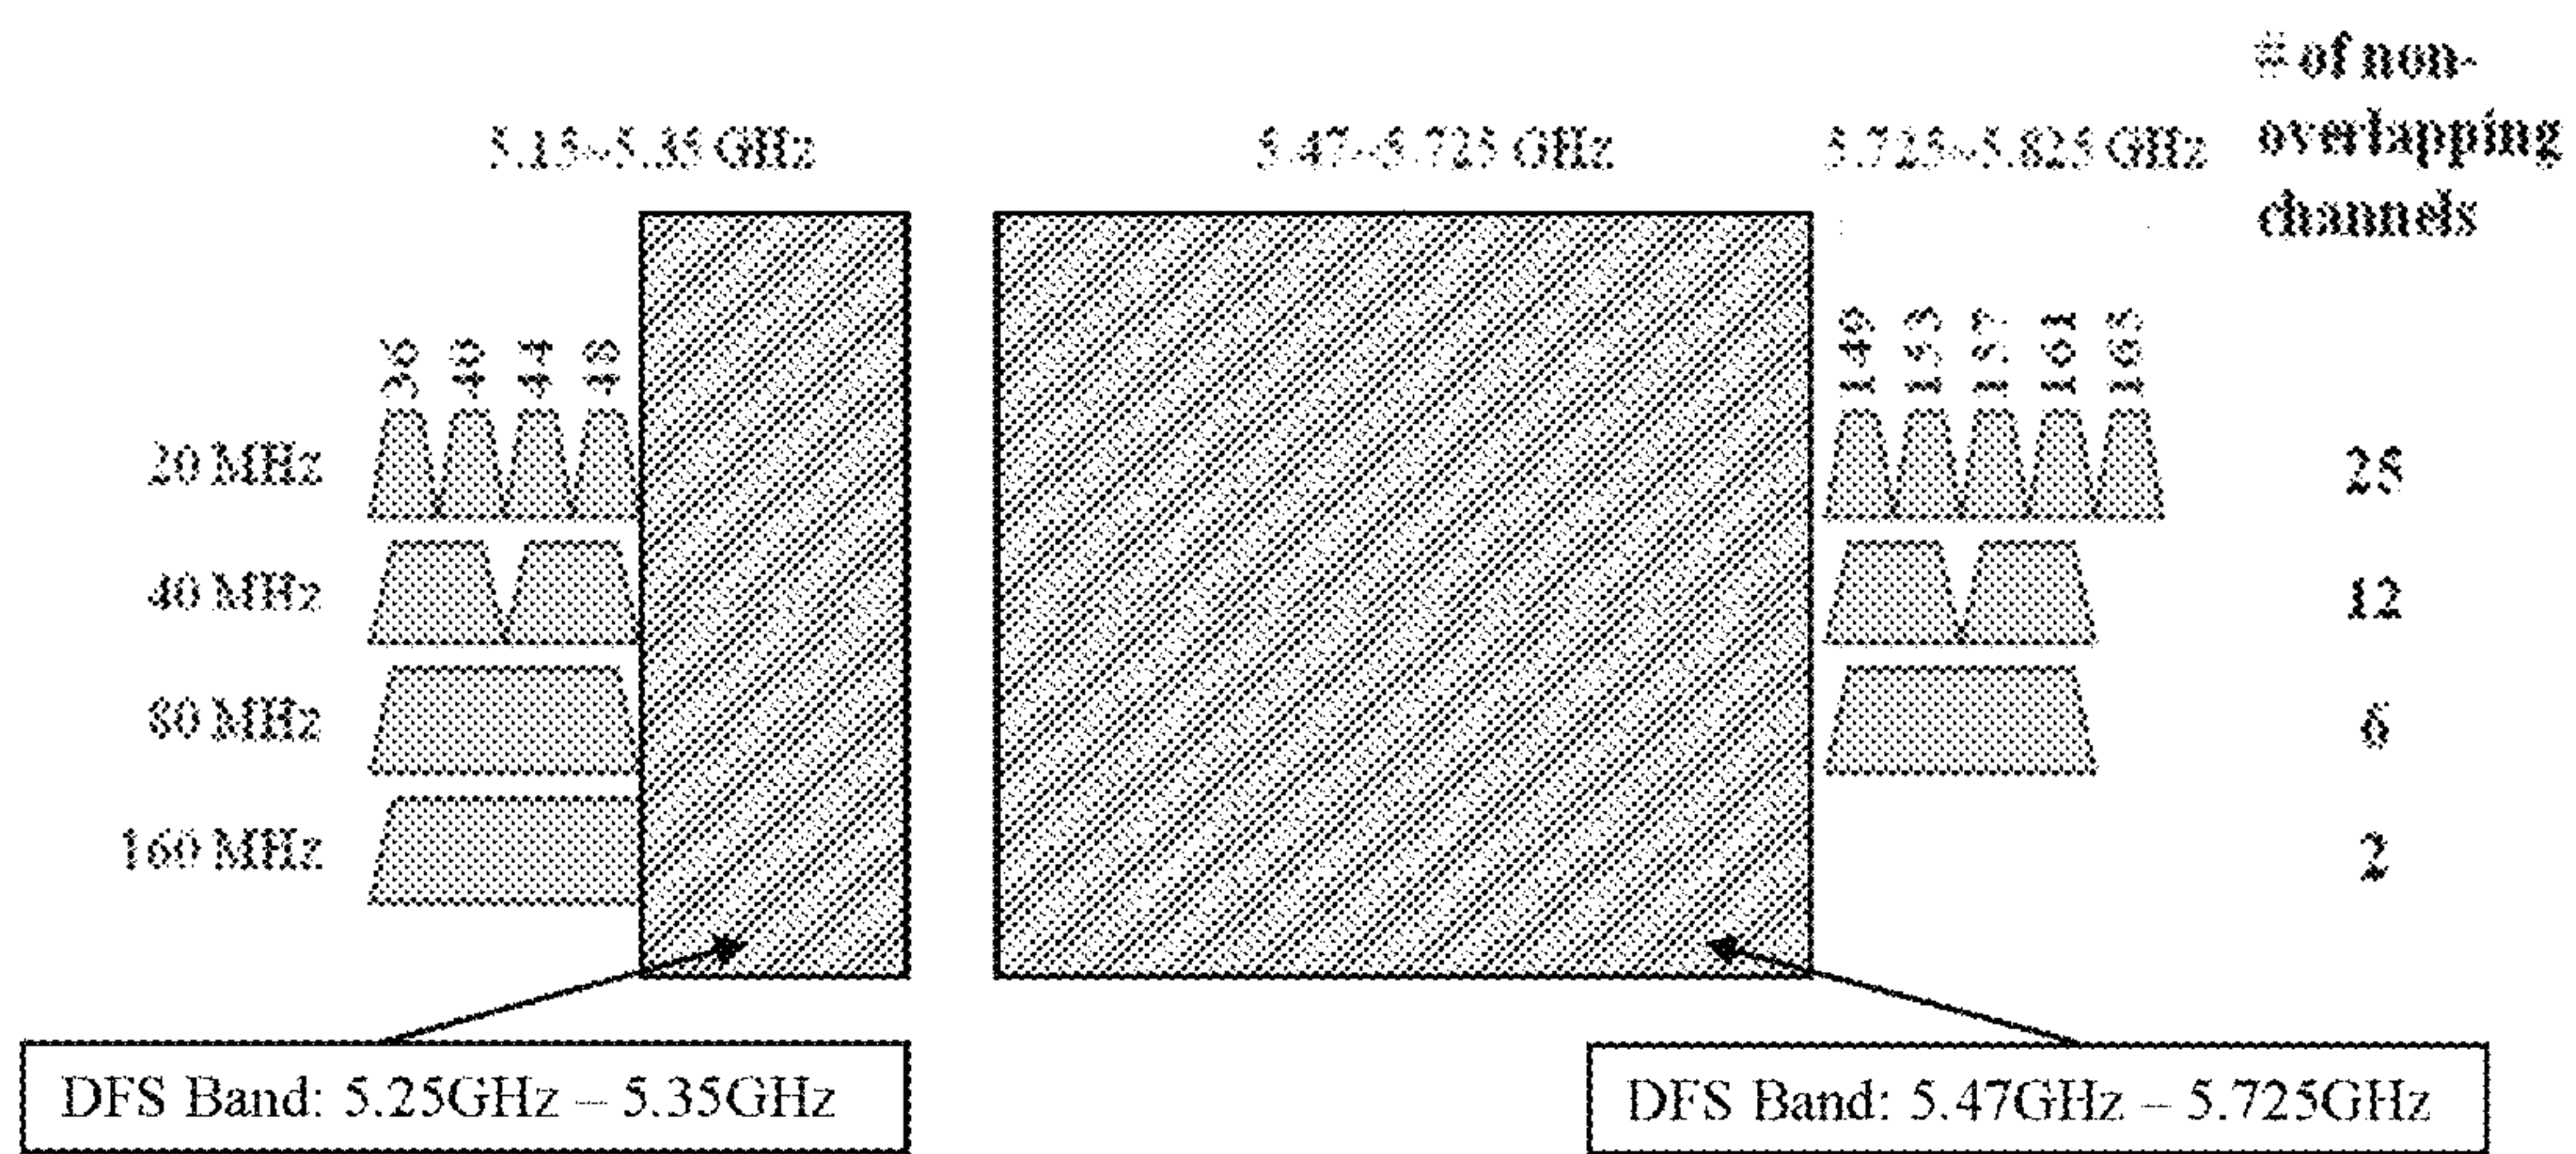 # of non-
overlapping
channels
5.15~5.35 GHz
5.47~5.725 GHz
5.725~5.825 GHz
36
40
44
48
149
153
157
161
165
20 MHz
25
40 MHz
12
80 MHz
6
160 MHz
2
DFS Band: 5.25GHz – 5.35GHz
DFS Band: 5.47GHz – 5.725GHz